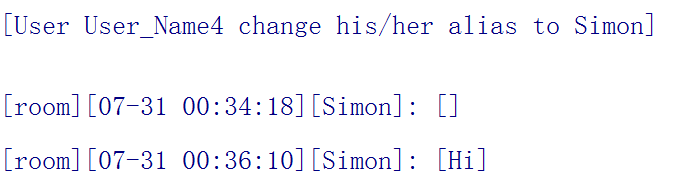 [User User_Name4 change his/her alias to Simon]
[room][07-31 00:34:18][Simon]: []
[room][07-31 00:36:10][Simon]: [Hi]